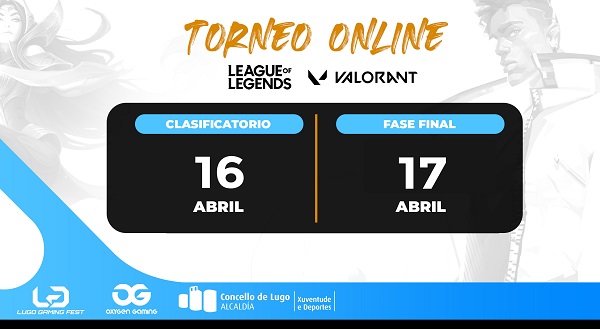 TORNEO ONLINE
LEAGUE OF
LEGENDS
VALORANT
CLASIFICATORIO
16
ABRIL
FASE FINAL
17
ABRIL
LUGO GAMING FEST
OXYGEN GAMING
Concello de Lugo
ALCALDÍA
Xuventude
e Deportes